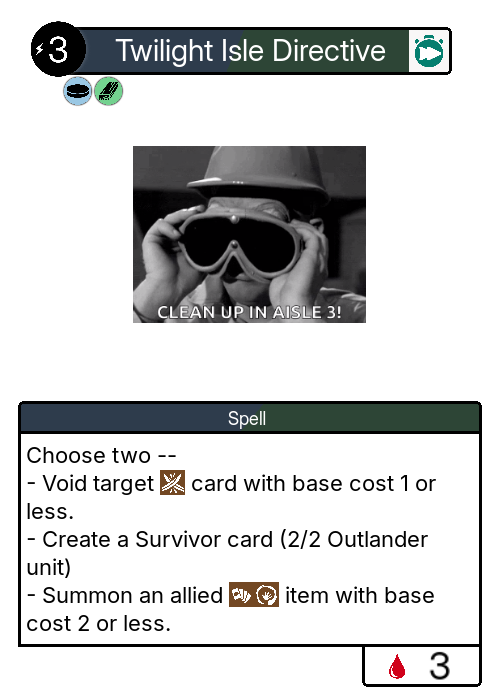 3 Twilight Isle Directive
CLEAN UP IN AISLE 3!
Spell
Choose two --
- Void target card with base cost 1 or
less.
- Create a Survivor card (2/2 Outlander
unit)
- Summon an allied item with base
cost 2 or less.
3